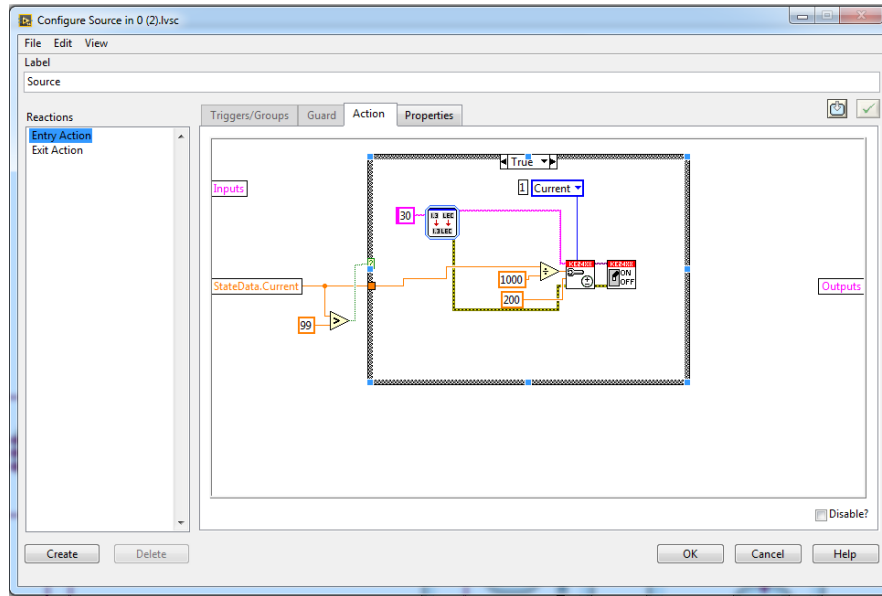 Configure Source in 0 (2).lvsc
File Edit View
Label
Source
Reactions
Entry Action
Exit Action
Triggers/Groups Guard Action Properties
True
Inputs
1 Current
30
?
1000
200
StateData.Current
99
>
÷
ON
OFF
Outputs
Disable?
Create Delete OK Cancel Help